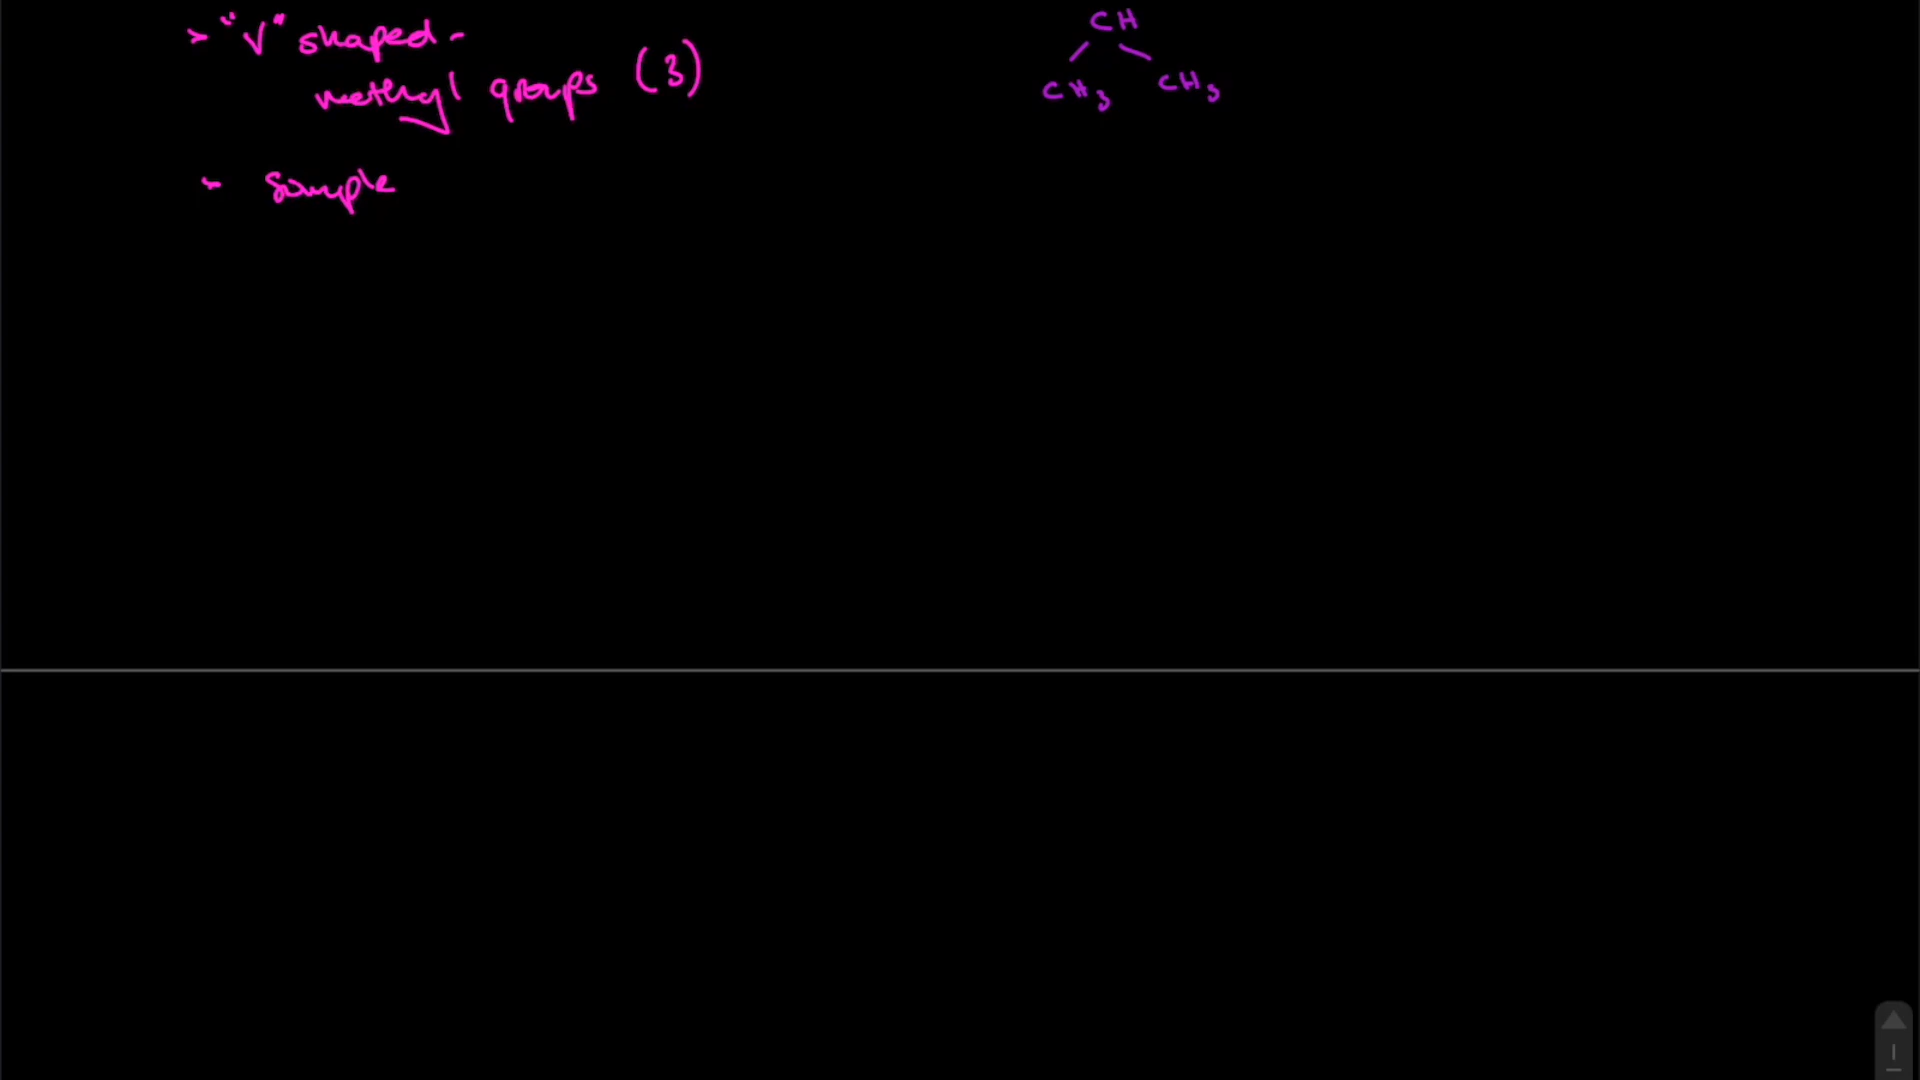 > "V" shaped -
methyl groups (3)
- Sample
CH
CH3 CH3